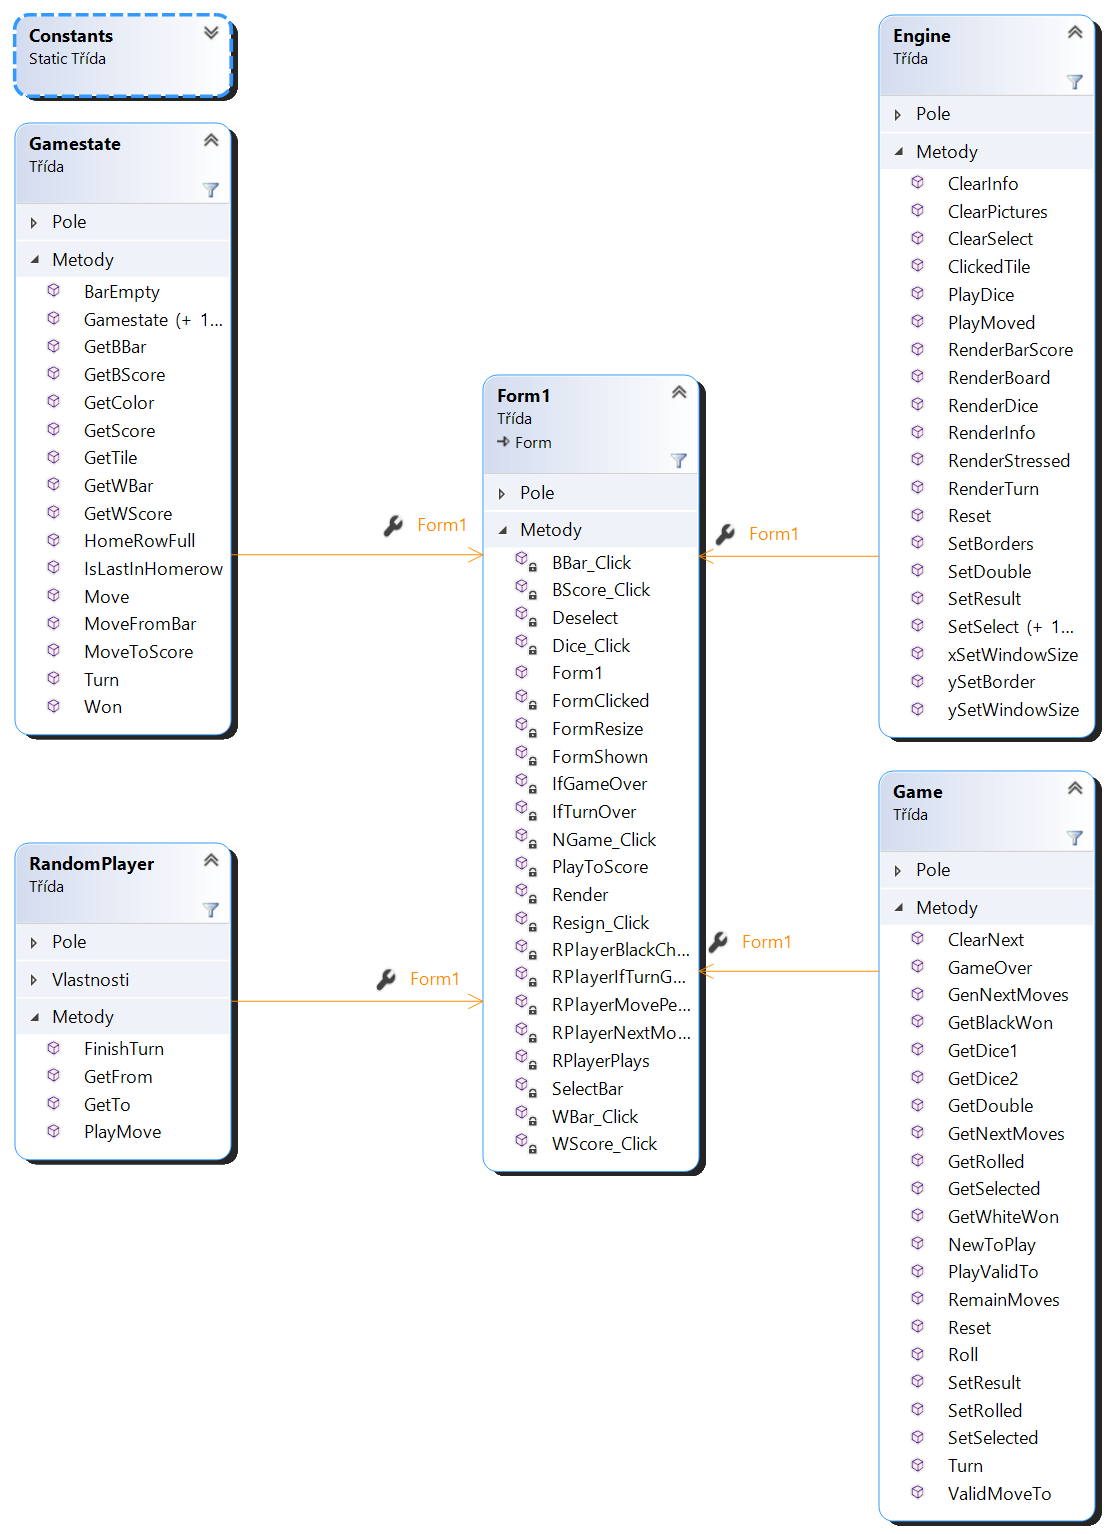 Constants
Static Třída
Gamestate
Třída
Pole
Metody
BarEmpty
Gamestate (+ 1...
GetBBar
GetBScore
GetColor
GetScore
GetTile
GetWBar
GetWScore
HomeRowFull
IsLastInHomerow
Move
MoveFromBar
MoveToScore
Turn
Won
RandomPlayer
Třída
Pole
Vlastnosti
Metody
FinishTurn
GetFrom
GetTo
PlayMove
Form1
Form1
Form1
Třída
Form
Pole
Metody
BBar_Click
BScore_Click
Deselect
Dice_Click
Form1
FormClicked
FormResize
FormShown
IfGameOver
IfTurnOver
NGame_Click
PlayToScore
Render
Resign_Click
RPlayerBlackCh...
RPlayerIfTurnG...
RPlayerMovePe...
RPlayerNextMo...
RPlayerPlays
SelectBar
WBar_Click
WScore_Click
Form1
Form1
Engine
Třída
Pole
Metody
ClearInfo
ClearPictures
ClearSelect
ClickedTile
PlayDice
PlayMoved
RenderBarScore
RenderBoard
RenderDice
RenderInfo
RenderStressed
RenderTurn
Reset
SetBorders
SetDouble
SetResult
SetSelect (+ 1...
xSetWindowSize
ySetBorder
ySetWindowSize
Game
Třída
Pole
Metody
ClearNext
GameOver
GenNextMoves
GetBlackWon
GetDice1
GetDice2
GetDouble
GetNextMoves
GetRolled
GetSelected
GetWhiteWon
NewToPlay
PlayValidTo
RemainMoves
Reset
Roll
SetResult
SetRolled
SetSelected
Turn
ValidMoveTo